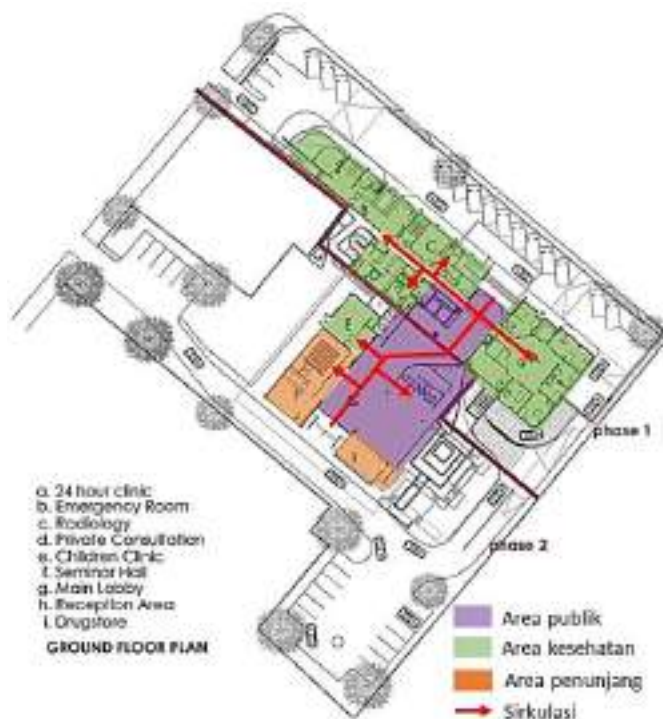 phase 1
phase 2
a. 24 hour clinic
b. Emergency Room
c. Radiology
d. Private Consultation
e. Children Clinic
f. Seminar Hall
g. Main Lobby
h. Reception Area
i. Drugstore
GROUND FLOOR PLAN
Area publik
Area kesehatan
Area penunjang
Sirkulasi